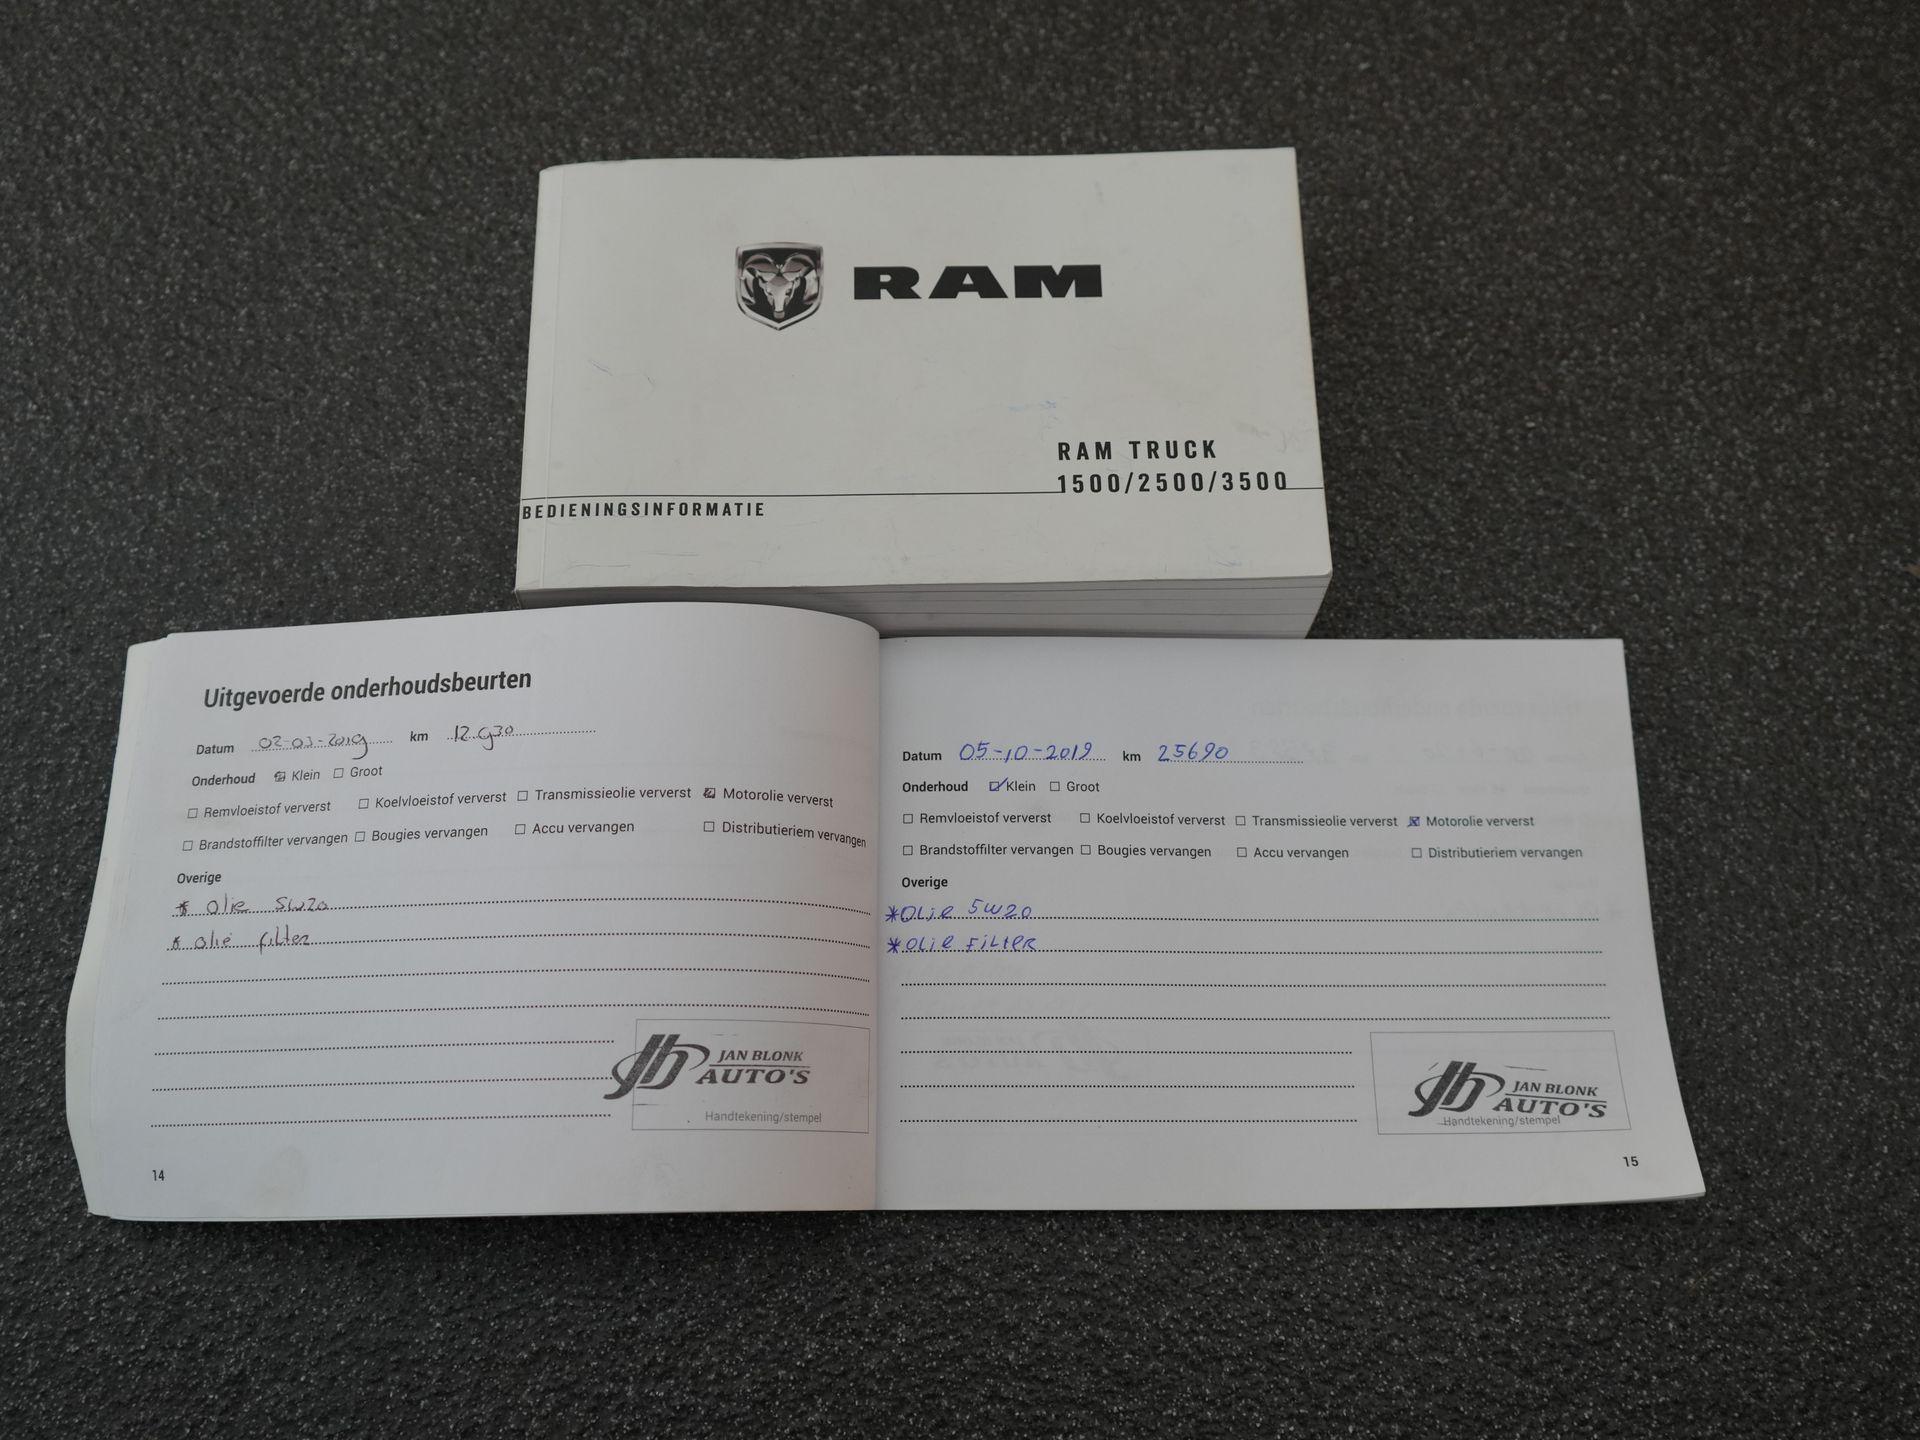 RAM
RAM TRUCK
1500/2500/3500
BEDIENINGSINFORMATIE
Uitgevoerde onderhoudsbeurten
Datum 02-03-2019 km 12.930
Onderhoud Klein Groot
Remvloeistof ververst Koelvloeistof ververst Transmissieolie ververst Motorolie ververst
Brandstoffilter vervangen Bougies vervangen Accu vervangen Distributieriem vervangen
Overige
* olie 5w20
* olie filter
JAN BLONK
AUTO'S
Handtekening/stempel
14
Datum 05-10-2019 km 25690
Onderhoud Klein Groot
Remvloeistof ververst Koelvloeistof ververst Transmissieolie ververst Motorolie ververst
Brandstoffilter vervangen Bougies vervangen Accu vervangen Distributieriem vervangen
Overige
*OLIE 5W20
*OLIE FILTER
JAN BLONK
AUTO'S
Handtekening/stempel
15